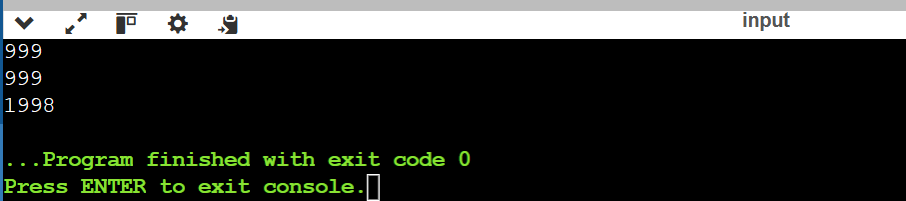 input
999
999
1998
...Program finished with exit code 0
Press ENTER to exit console.